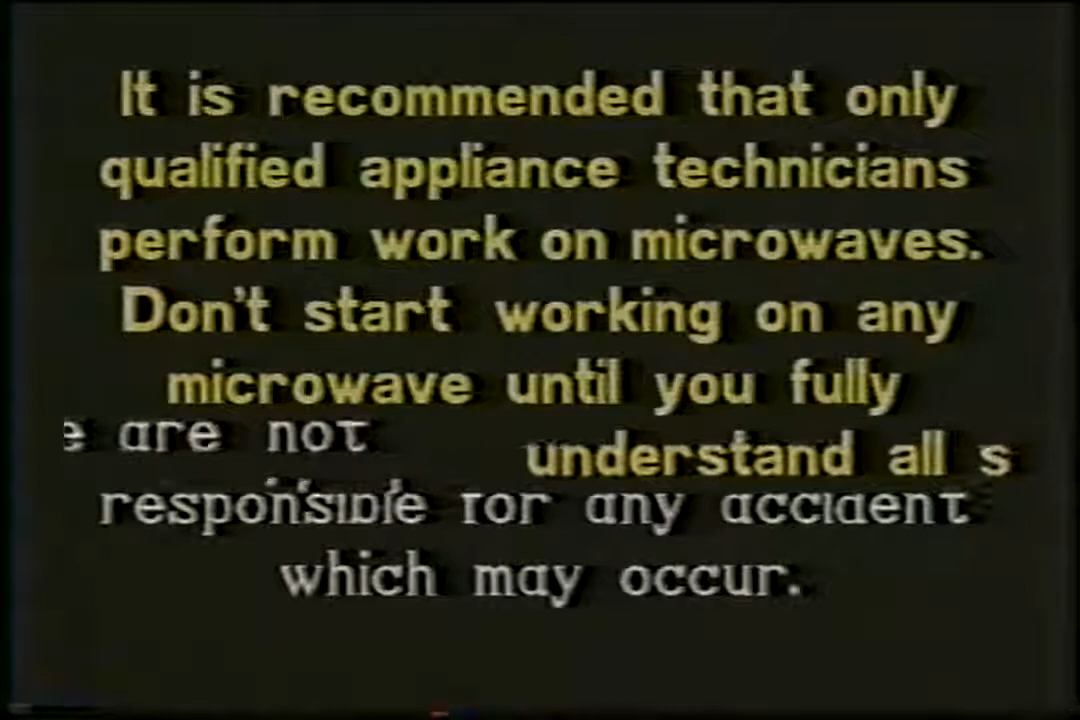 It is recommended that only
qualified appliance technicians
perform work on microwaves.
Don't start working on any
microwave until you fully
understand all s
e are not
responsible for any accident
which may occur.